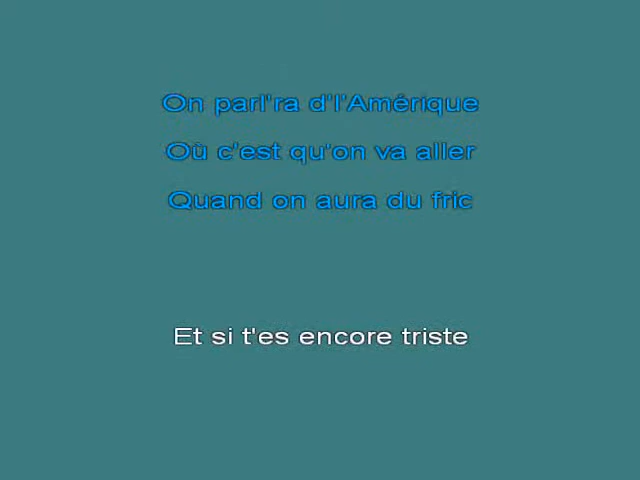 On parl'ra d'l'Amérique
Où c'est qu'on va aller
Quand on aura du fric
Et si t'es encore triste